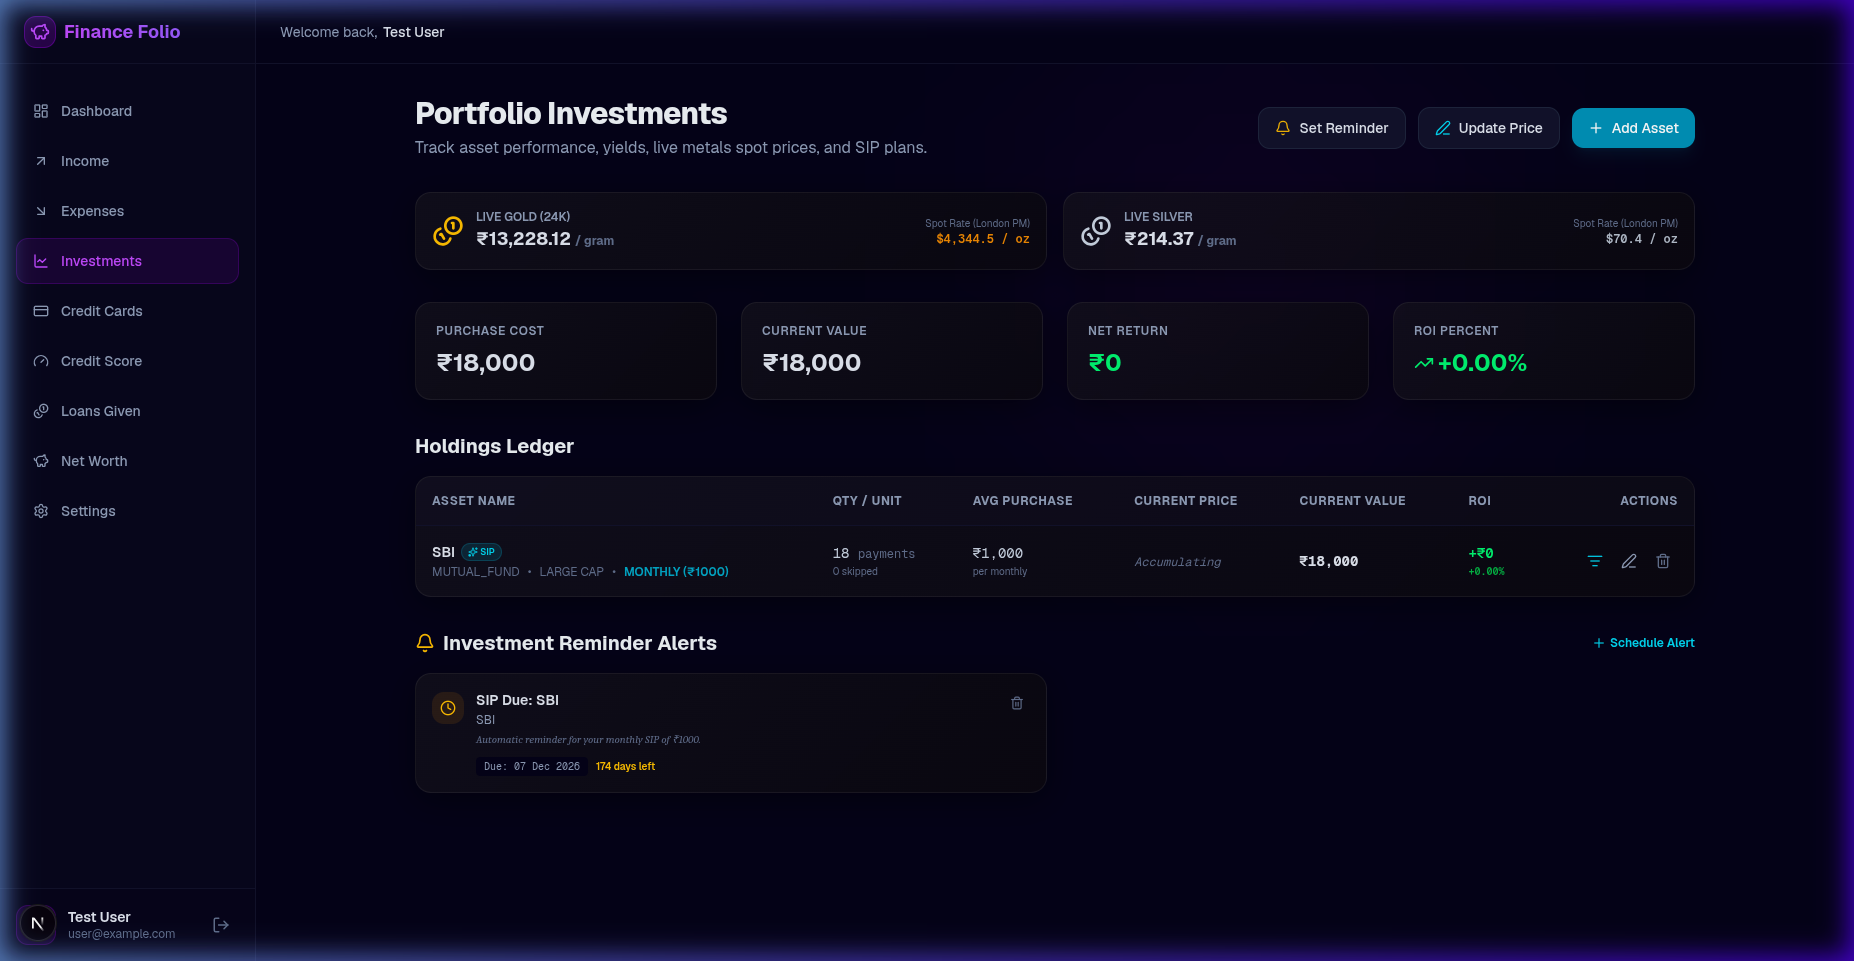 Finance Folio
Welcome back, Test User
Dashboard
Income
Expenses
Investments
Credit Cards
Credit Score
Loans Given
Net Worth
Settings
Portfolio Investments
Track asset performance, yields, live metals spot prices, and SIP plans.
Set Reminder
Update Price
Add Asset
LIVE GOLD (24K)
₹13,228.12 / gram
Spot Rate (London PM)
$4,344.5 / oz
LIVE SILVER
₹214.37 / gram
Spot Rate (London PM)
$70.4 / oz
PURCHASE COST
₹18,000
CURRENT VALUE
₹18,000
NET RETURN
₹0
ROI PERCENT
+0.00%
Holdings Ledger
ASSET NAME QTY / UNIT AVG PURCHASE CURRENT PRICE CURRENT VALUE ROI ACTIONS
SBI SIP
MUTUAL_FUND • LARGE CAP • MONTHLY (₹1000)
18 payments
0 skipped
₹1,000
per monthly
Accumulating
₹18,000
+₹0
+0.00%
Investment Reminder Alerts
Schedule Alert
SIP Due: SBI
SBI
Automatic reminder for your monthly SIP of ₹1000.
Due: 07 Dec 2026 174 days left
N
Test User
user@example.com